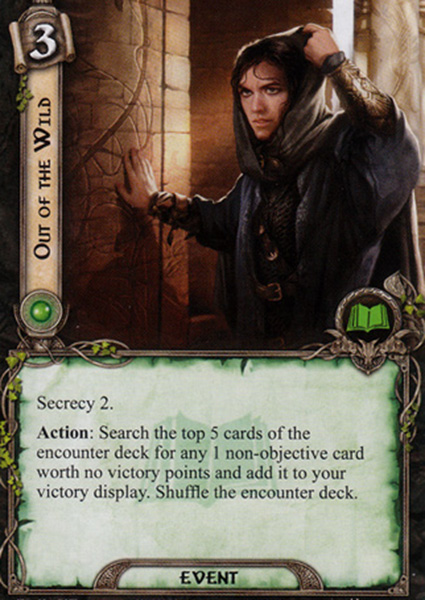 3
OUT OF THE WILD
Secrecy 2.
Action: Search the top 5 cards of the
encounter deck for any 1 non-objective card
worth no victory points and add it to your
victory display. Shuffle the encounter deck.
EVENT